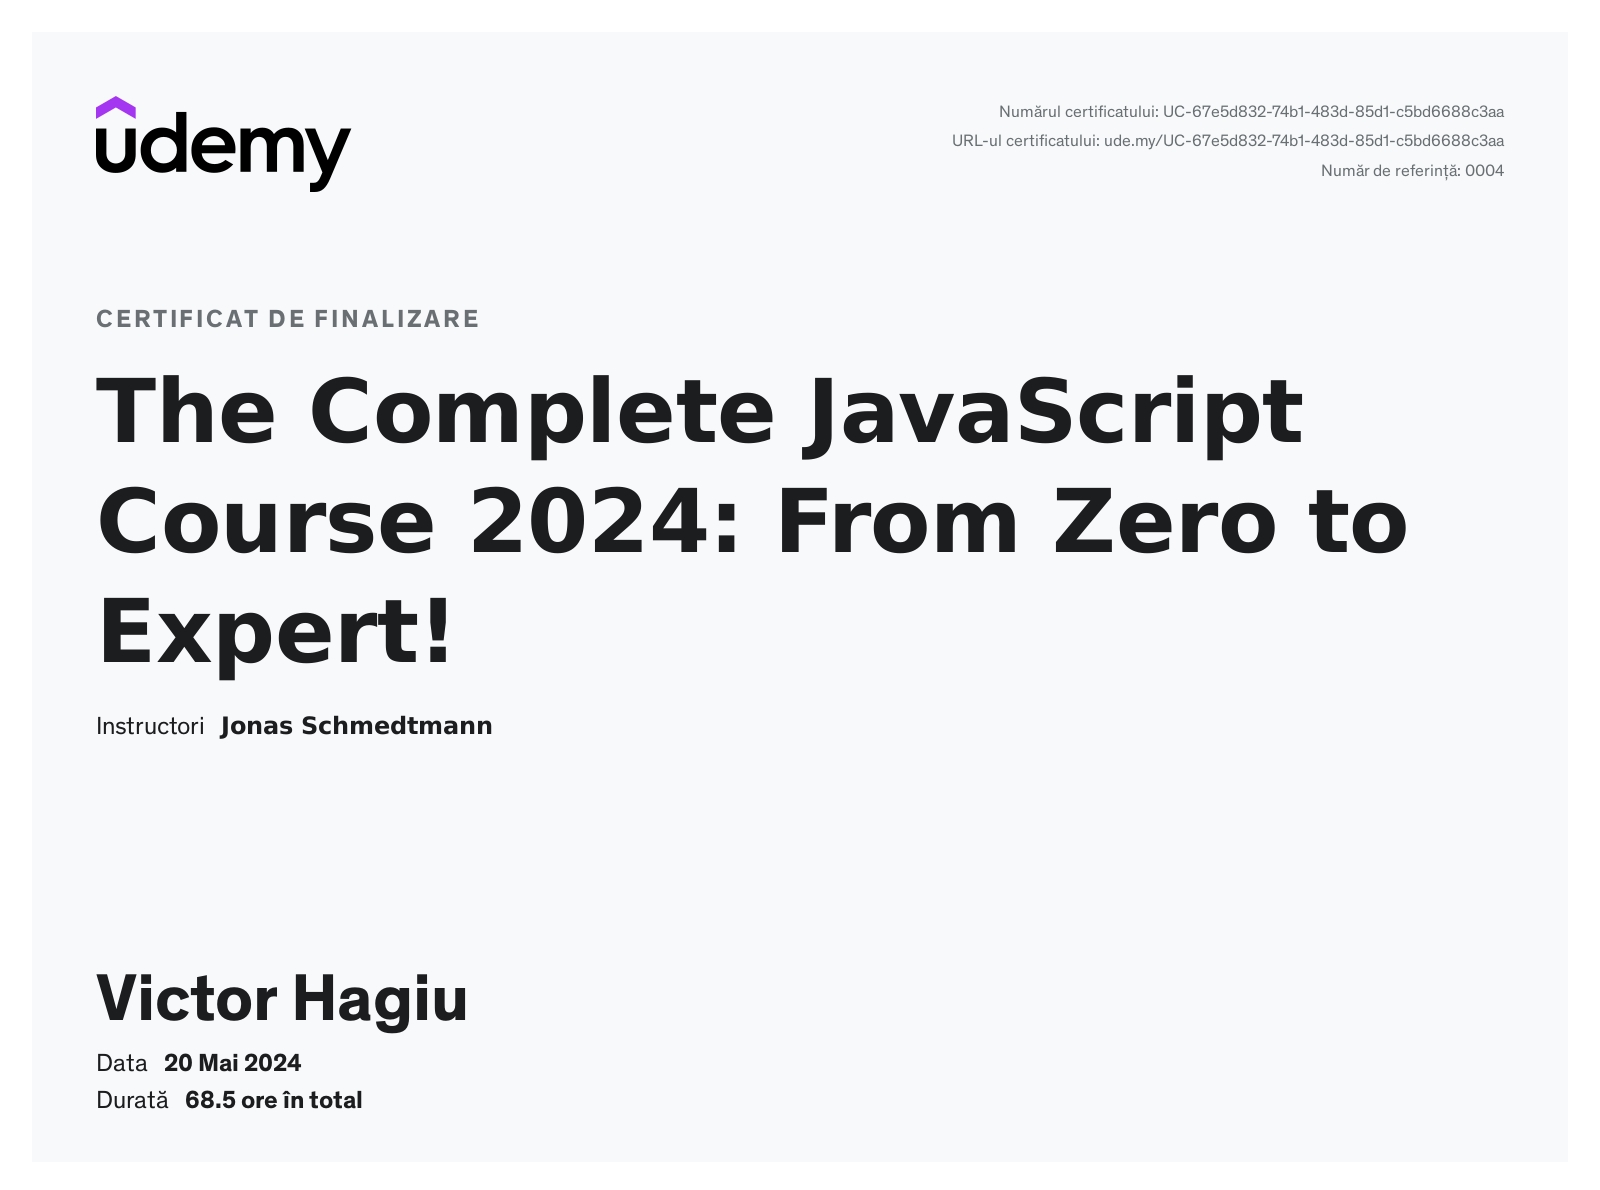 udemy
Numărul certificatului: UC-67e5d832-74b1-483d-85d1-c5bd6688c3aa
URL-ul certificatului: ude.my/UC-67e5d832-74b1-483d-85d1-c5bd6688c3aa
Număr de referință: 0004
CERTIFICAT DE FINALIZARE
The Complete JavaScript
Course 2024: From Zero to
Expert!
Instructori Jonas Schmedtmann
Victor Hagiu
Data 20 Mai 2024
Durată 68.5 ore în total